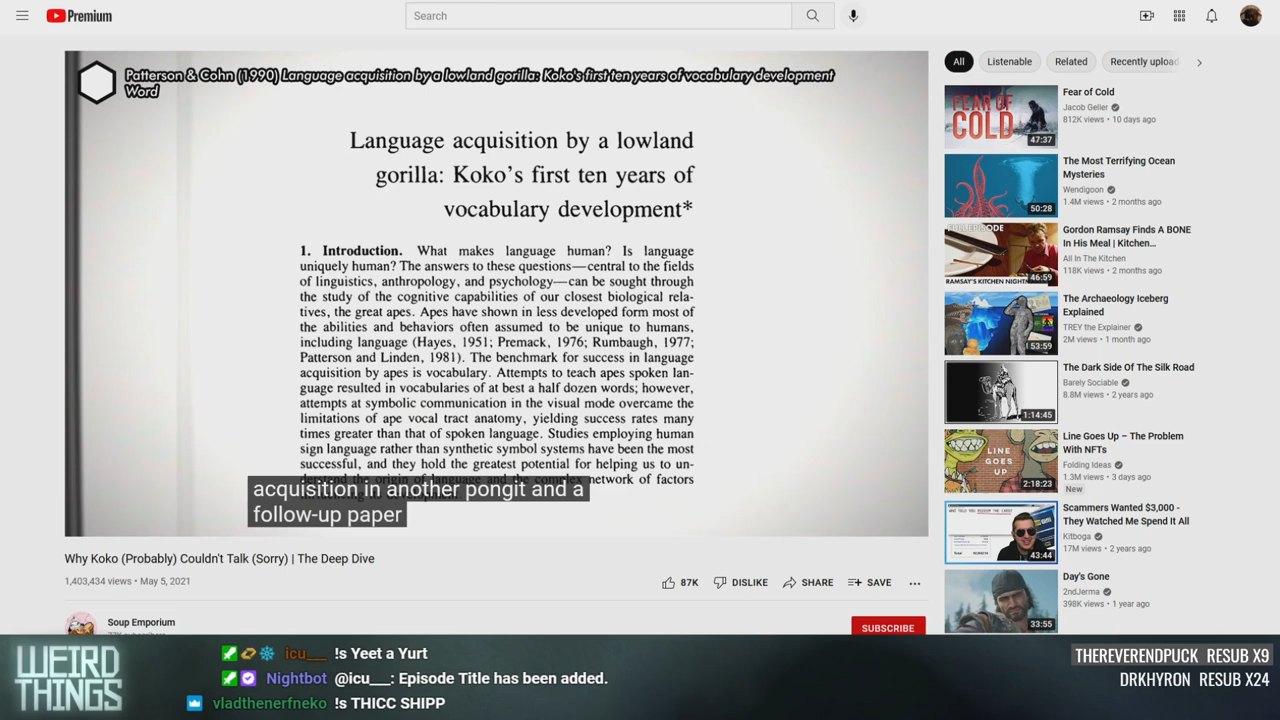 Premium
Search
Patterson & Cohn (1990) Language acquisition by a lowland gorilla: Koko's first ten years of vocabulary development
Word
Language acquisition by a lowland
gorilla: Koko's first ten years of
vocabulary development*
1. Introduction. What makes language human? Is language
uniquely human? The answers to these questions—central to the fields
of linguistics, anthropology, and psychology—can be sought through
the study of the cognitive capabilities of our closest biological rela-
tives, the great apes. Apes have shown in less developed form most of
the abilities and behaviors often assumed to be unique to humans,
including language (Hayes, 1951; Premack, 1976; Rumbaugh, 1977;
Patterson and Linden, 1981). The benchmark for success in language
acquisition by apes is vocabulary. Attempts to teach apes spoken lan-
guage resulted in vocabularies of at best a half dozen words; however,
attempts at symbolic communication in the visual mode overcame the
limitations of ape vocal tract anatomy, yielding success rates many
times greater than that of spoken language. Studies employing human
sign language rather than synthetic symbol systems have been the most
successful, and they hold the greatest potential for helping us to un-
network of factors
acquisition in another pongit and a
follow-up paper
Why Koko (Probably) Couldn't Talk (Sorry) | The Deep Dive
1,403,434 views • May 5, 2021
87K
DISLIKE
SHARE
SAVE
Soup Emporium
SUBSCRIBE
All
Listenable
Related
Recently upload
FEAR OF
COLD
47:37
Fear of Cold
Jacob Geller
812K views • 10 days ago
50:28
The Most Terrifying Ocean
Mysteries
Wendigoon
1.4M views • 2 months ago
FULL EPISODE
RAMSAY'S KITCHEN NIGHTM
46:59
Gordon Ramsay Finds A BONE
In His Meal | Kitchen...
All In The Kitchen
118K views • 2 months ago
53:59
The Archaeology Iceberg
Explained
TREY the Explainer
2M views • 1 month ago
1:14:45
The Dark Side Of The Silk Road
Barely Sociable
8.8M views • 2 years ago
LINE
GOES
UP
2:18:23
Line Goes Up – The Problem
With NFTs
Folding Ideas
1.3M views • 3 days ago
New
43:44
Scammers Wanted $3,000 -
They Watched Me Spend It All
Kitboga
17M views • 2 years ago
33:55
Day's Gone
2ndJerma
398K views • 1 year ago
WEIRD
THINGS
icu___ !s Yeet a Yurt
Nightbot @icu___: Episode Title has been added.
vladthenerfneko !s THICC SHIPP
THEREVERENDPUCK RESUB X9
DRKHYRON RESUB X24